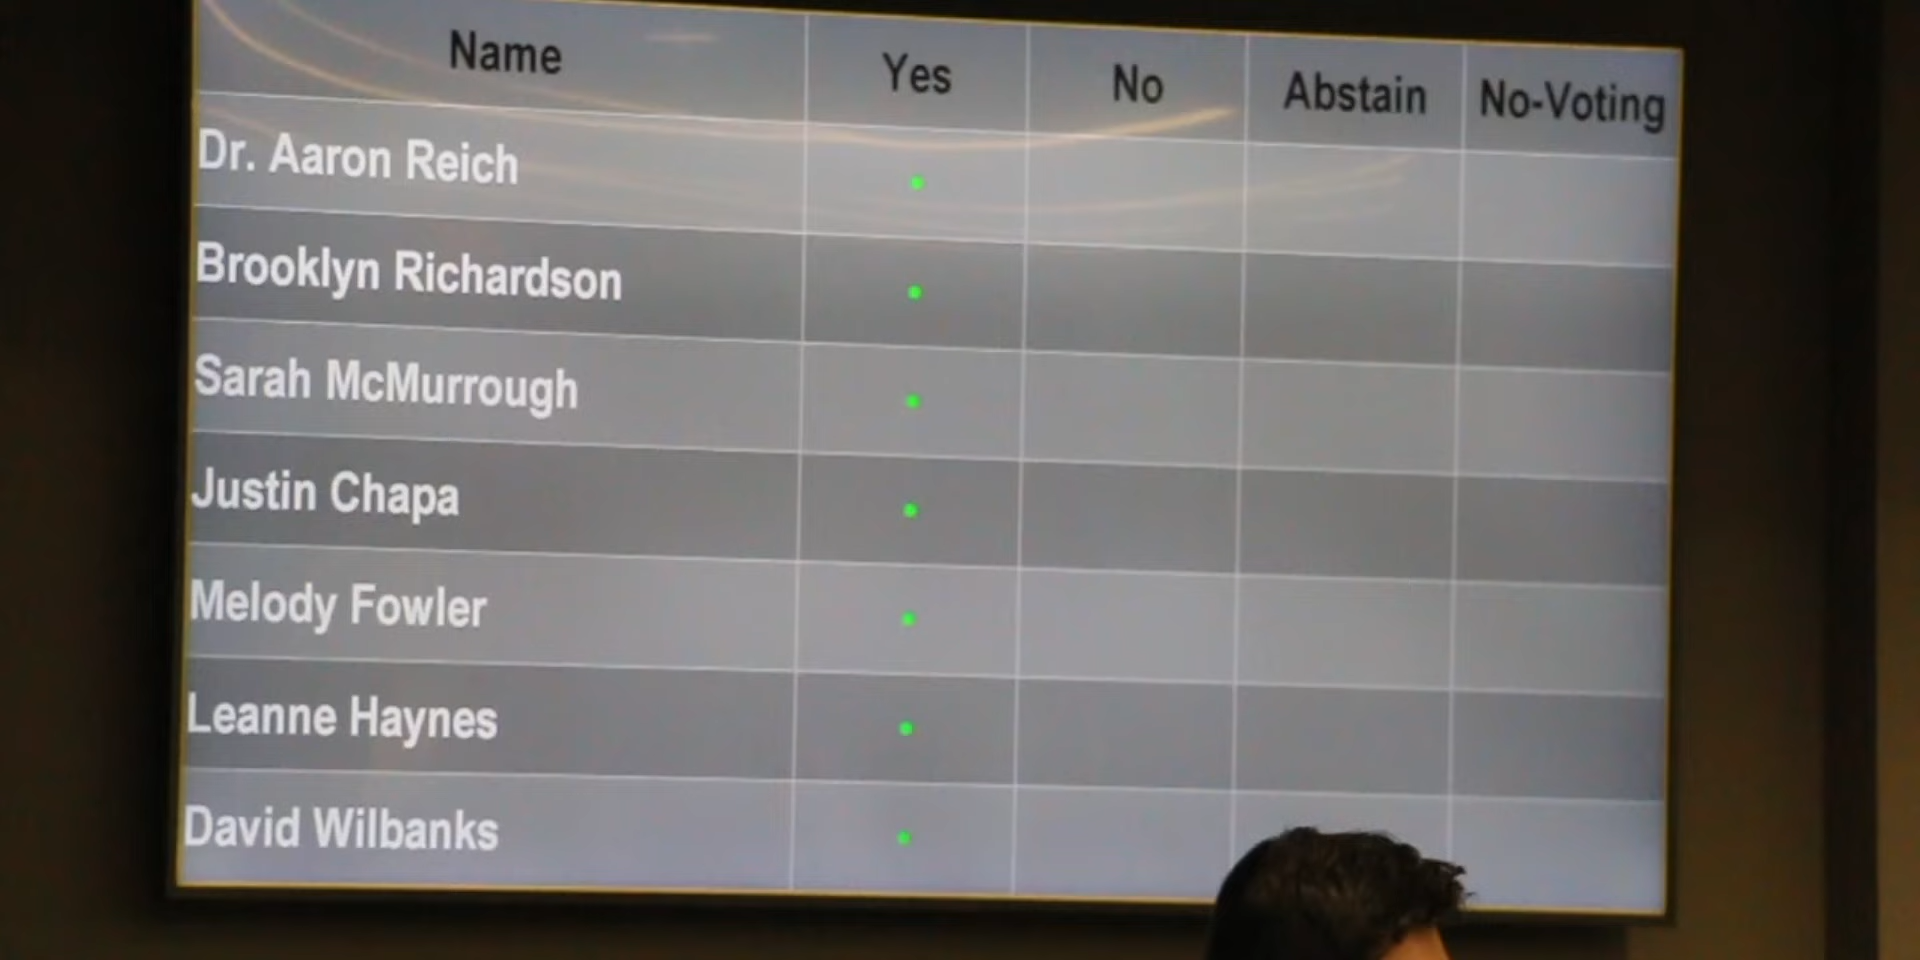 Name Yes No Abstain No-Voting
Dr. Aaron Reich
Brooklyn Richardson
Sarah McMurrough
Justin Chapa
Melody Fowler
Leanne Haynes
David Wilbanks